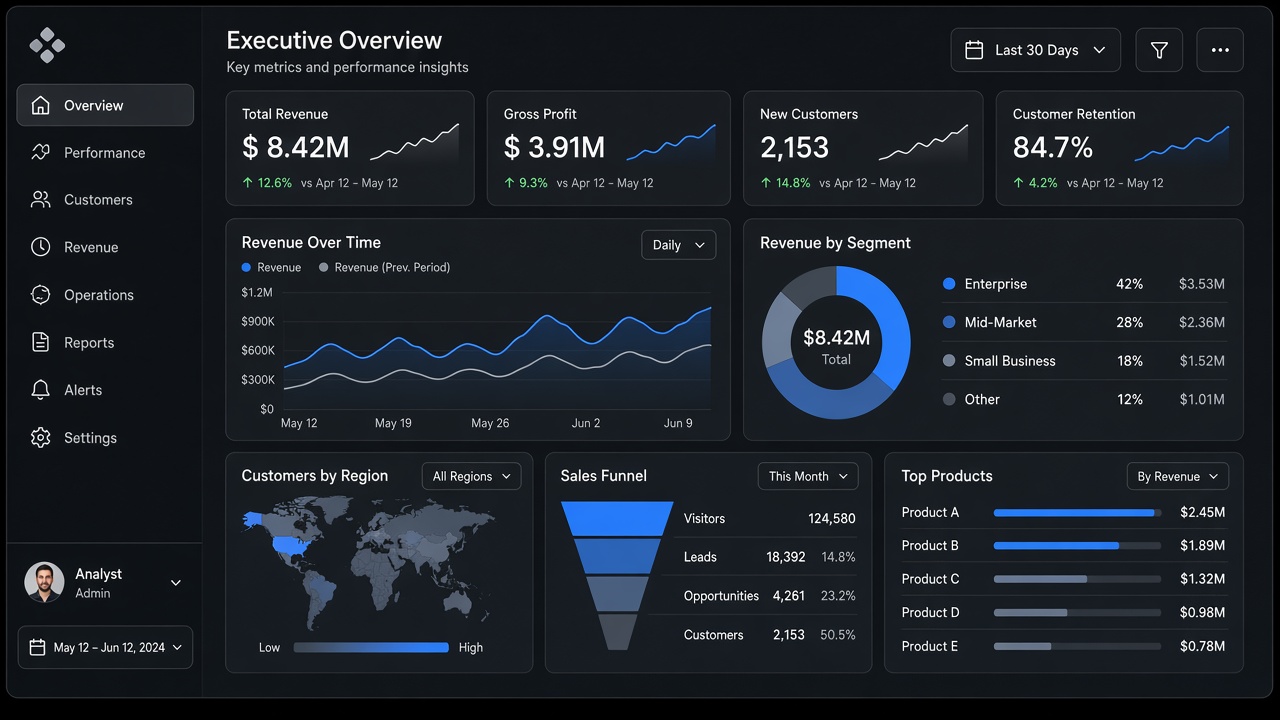 Executive Overview
Key metrics and performance insights
Last 30 Days
Overview
Performance
Customers
Revenue
Operations
Reports
Alerts
Settings
Analyst
Admin
May 12 – Jun 12, 2024
Total Revenue
$ 8.42M
↑ 12.6% vs Apr 12 – May 12
Gross Profit
$ 3.91M
↑ 9.3% vs Apr 12 – May 12
New Customers
2,153
↑ 14.8% vs Apr 12 – May 12
Customer Retention
84.7%
↑ 4.2% vs Apr 12 – May 12
Revenue Over Time
Daily
Revenue
Revenue (Prev. Period)
$1.2M
$900K
$600K
$300K
$0
May 12 May 19 May 26 Jun 2 Jun 9
Revenue by Segment
$8.42M
Total
Enterprise 42% $3.53M
Mid-Market 28% $2.36M
Small Business 18% $1.52M
Other 12% $1.01M
Customers by Region
All Regions
Low High
Sales Funnel
This Month
Visitors 124,580
Leads 18,392 14.8%
Opportunities 4,261 23.2%
Customers 2,153 50.5%
Top Products
By Revenue
Product A $2.45M
Product B $1.89M
Product C $1.32M
Product D $0.98M
Product E $0.78M